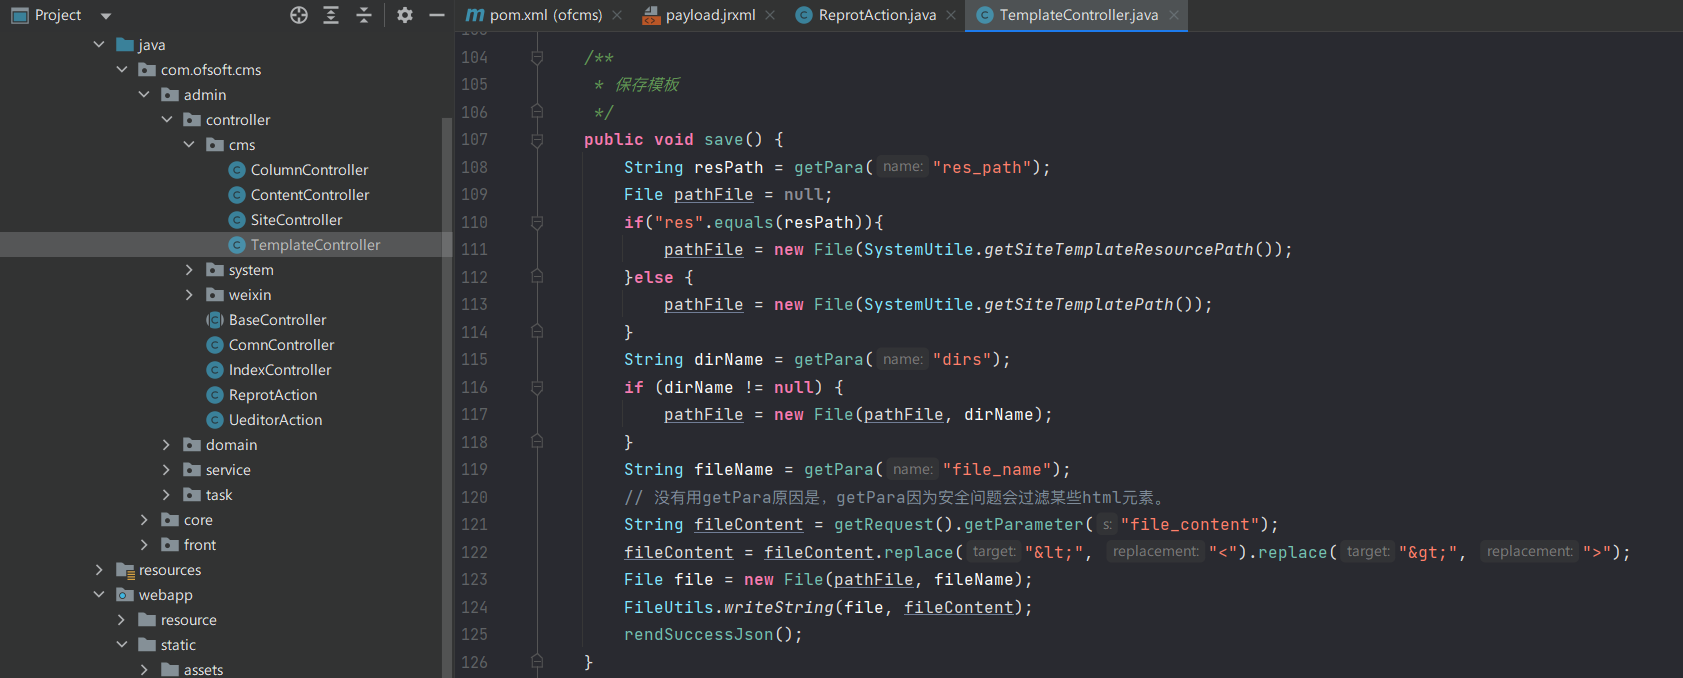 Project
java
com.ofsoft.cms
admin
controller
cms
ColumnController
ContentController
SiteController
TemplateController
system
weixin
BaseController
ComnController
IndexController
ReprotAction
UeditorAction
domain
service
task
core
front
resources
webapp
resource
static
assets
pom.xml (ofcms) payload.jrxml ReprotAction.java TemplateController.java
104 /**
105 * 保存模板
106 */
107 public void save() {
108 String resPath = getPara( name: "res_path");
109 File pathFile = null;
110 if("res".equals(resPath)){
111 pathFile = new File(SystemUtile.getSiteTemplateResourcePath());
112 }else {
113 pathFile = new File(SystemUtile.getSiteTemplatePath());
114 }
115 String dirName = getPara( name: "dirs");
116 if (dirName != null) {
117 pathFile = new File(pathFile, dirName);
118 }
119 String fileName = getPara( name: "file_name");
120 // 没有用getPara原因是，getPara因为安全问题会过滤某些html元素。
121 String fileContent = getRequest().getParameter( s: "file_content");
122 fileContent = fileContent.replace( target: "&lt;", replacement: "<").replace( target: "&gt;", replacement: ">");
123 File file = new File(pathFile, fileName);
124 FileUtils.writeString(file, fileContent);
125 rendSuccessJson();
126 }